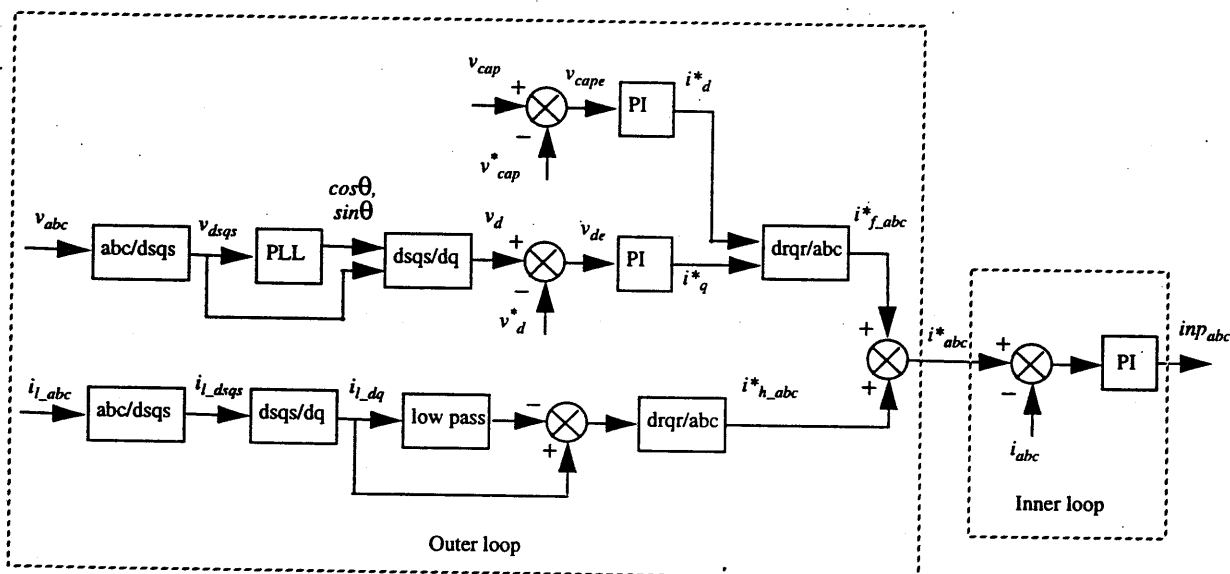 v_cap
+
v_cape
PI
i*_d
−
v*_cap
cosθ,
sinθ
v_abc
abc/dsqs
v_dsqs
PLL
dsqs/dq
v_d
+
v_de
PI
i*_q
drqr/abc
i*_f_abc
−
v*_d
i_l_abc
abc/dsqs
i_l_dsqs
dsqs/dq
i_l_dq
low pass
−
+
drqr/abc
i*_h_abc
+
+
i*_abc
+
−
i_abc
PI
inp_abc
Inner loop
Outer loop